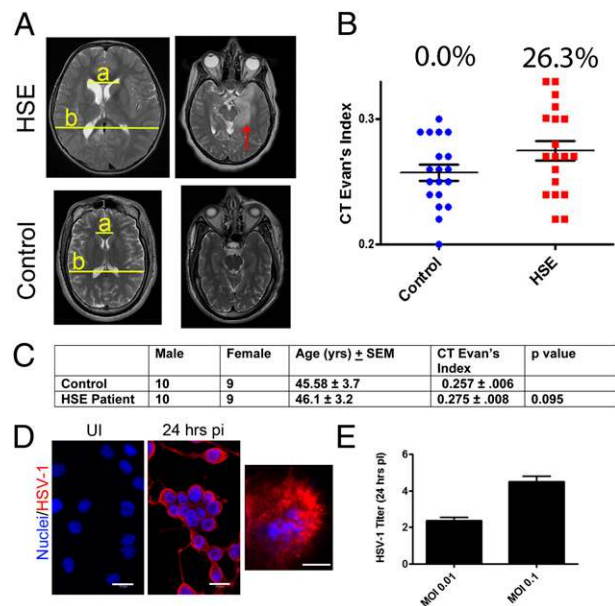 A
HSE
a
b
Control
a
b
B
0.0% 26.3%
CT Evan's Index
0.3
0.2
Control
HSE
C
Male Female Age (yrs) ± SEM CT Evan's Index p value
Control 10 9 45.58 ± 3.7 0.257 ± .006
HSE Patient 10 9 46.1 ± 3.2 0.275 ± .008 0.095
D
UI 24 hrs pi
Nuclei/HSV-1
E
HSV-1 Titer (24 hrs pi)
6
4
2
0
MOI 0.01
MOI 0.1